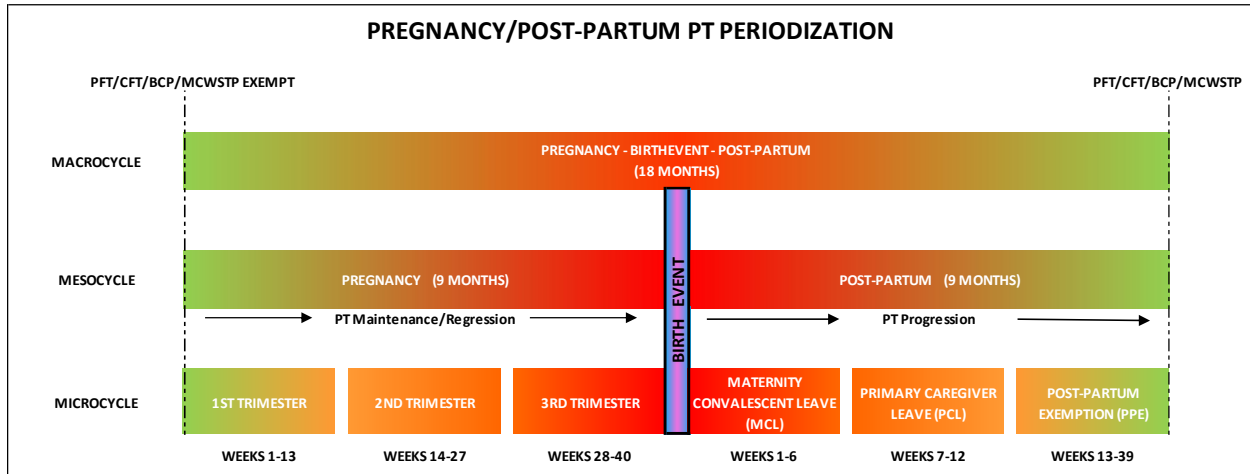 PREGNANCY/POST-PARTUM PT PERIODIZATION
PFT/CFT/BCP/MCWSTP EXEMPT
PFT/CFT/BCP/MCWSTP
MACROCYCLE
PREGNANCY - BIRTHEVENT - POST-PARTUM
(18 MONTHS)
MESOCYCLE
PREGNANCY (9 MONTHS)
POST-PARTUM (9 MONTHS)
PT Maintenance/Regression
PT Progression
BIRTH EVENT
MICROCYCLE
1ST TRIMESTER
2ND TRIMESTER
3RD TRIMESTER
MATERNITY
CONVALESCENT LEAVE
(MCL)
PRIMARY CAREGIVER
LEAVE (PCL)
POST-PARTUM
EXEMPTION (PPE)
WEEKS 1-13
WEEKS 14-27
WEEKS 28-40
WEEKS 1-6
WEEKS 7-12
WEEKS 13-39